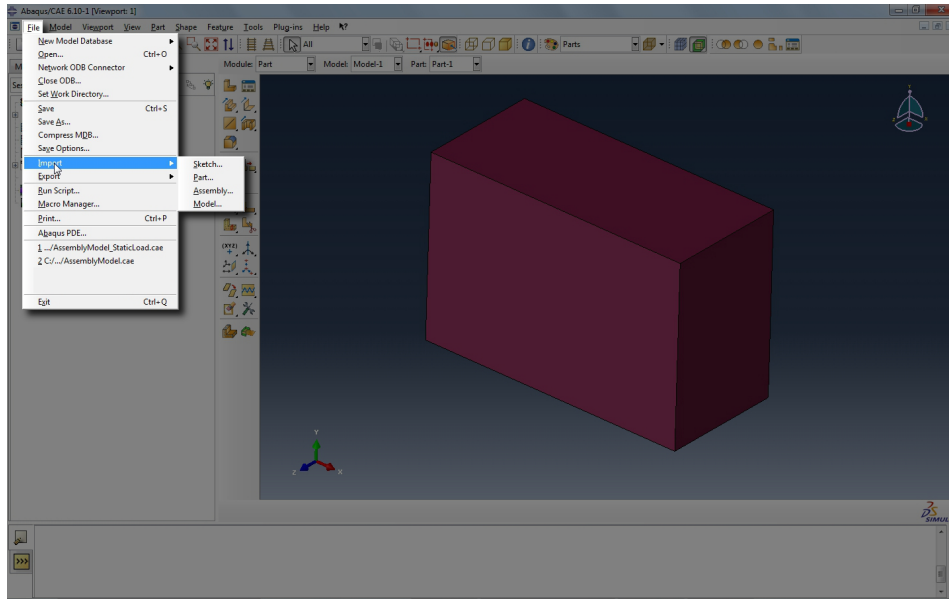 Abaqus/CAE 6.10-1 [Viewport: 1]
File Model Viewport View Part Shape Feature Tools Plug-ins Help
All
Parts
Module: Part Model: Model-1 Part: Part-1
New Model Database
Open... Ctrl+O
Network ODB Connector
Close ODB...
Set Work Directory...
Save Ctrl+S
Save As...
Compress MDB...
Save Options...
Import
Export
Run Script...
Macro Manager...
Print... Ctrl+P
Abaqus PDE...
1 .../AssemblyModel_StaticLoad.cae
2 C:/.../AssemblyModel.cae
Exit Ctrl+Q
Sketch...
Part...
Assembly...
Model...
(XYZ)
Y
Z
X
Y
Z X
SIMUL
>>>